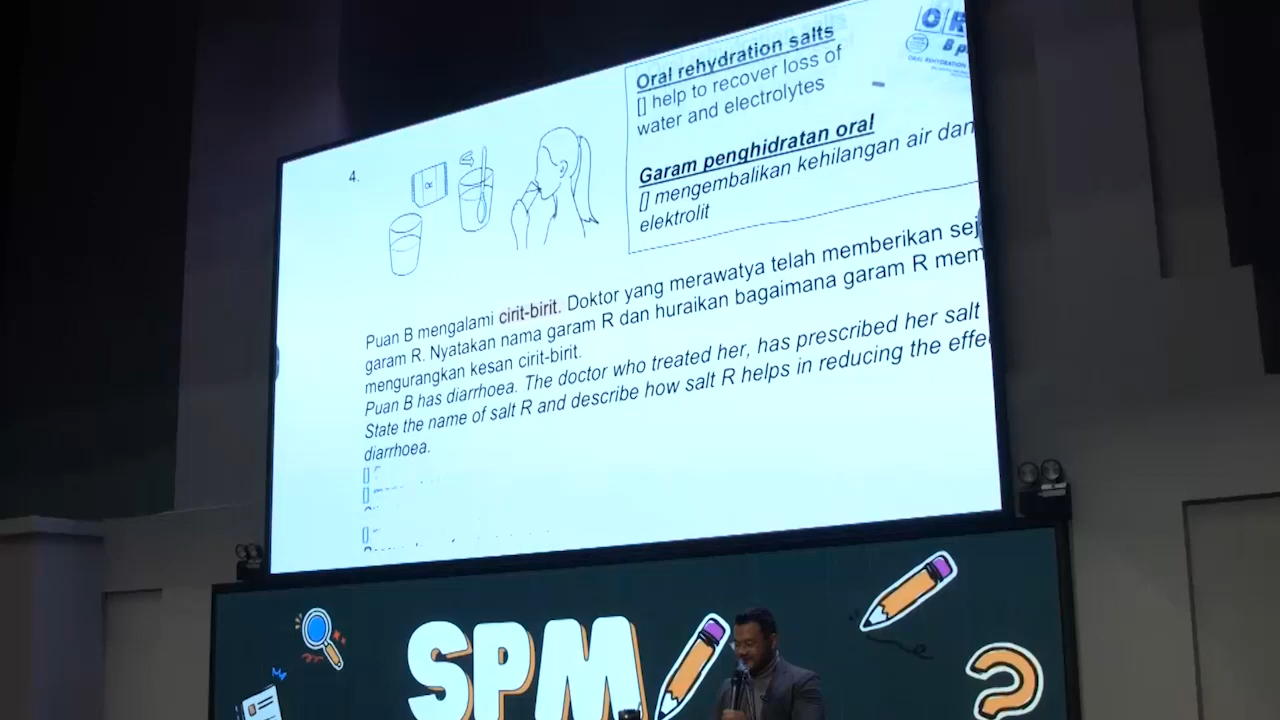 Oral rehydration salts
[] help to recover loss of
water and electrolytes
Garam penghidratan oral
[] mengembalikan kehilangan air dan
elektrolit
4.
Puan B mengalami cirit-birit. Doktor yang merawatya telah memberikan sej
garam R. Nyatakan nama garam R dan huraikan bagaimana garam R mem
mengurangkan kesan cirit-birit.
Puan B has diarrhoea. The doctor who treated her, has prescribed her salt
State the name of salt R and describe how salt R helps in reducing the effe
diarrhoea.
[]
[]
[]
SPM